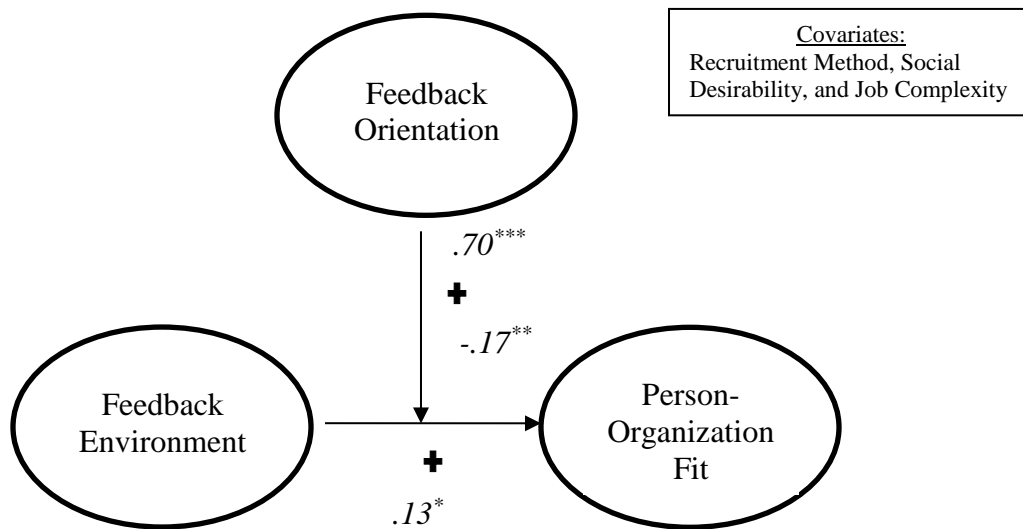 Covariates:
Recruitment Method, Social
Desirability, and Job Complexity
Feedback
Orientation
.70***
+
-.17**
Feedback
Environment
Person-
Organization
Fit
+
.13*